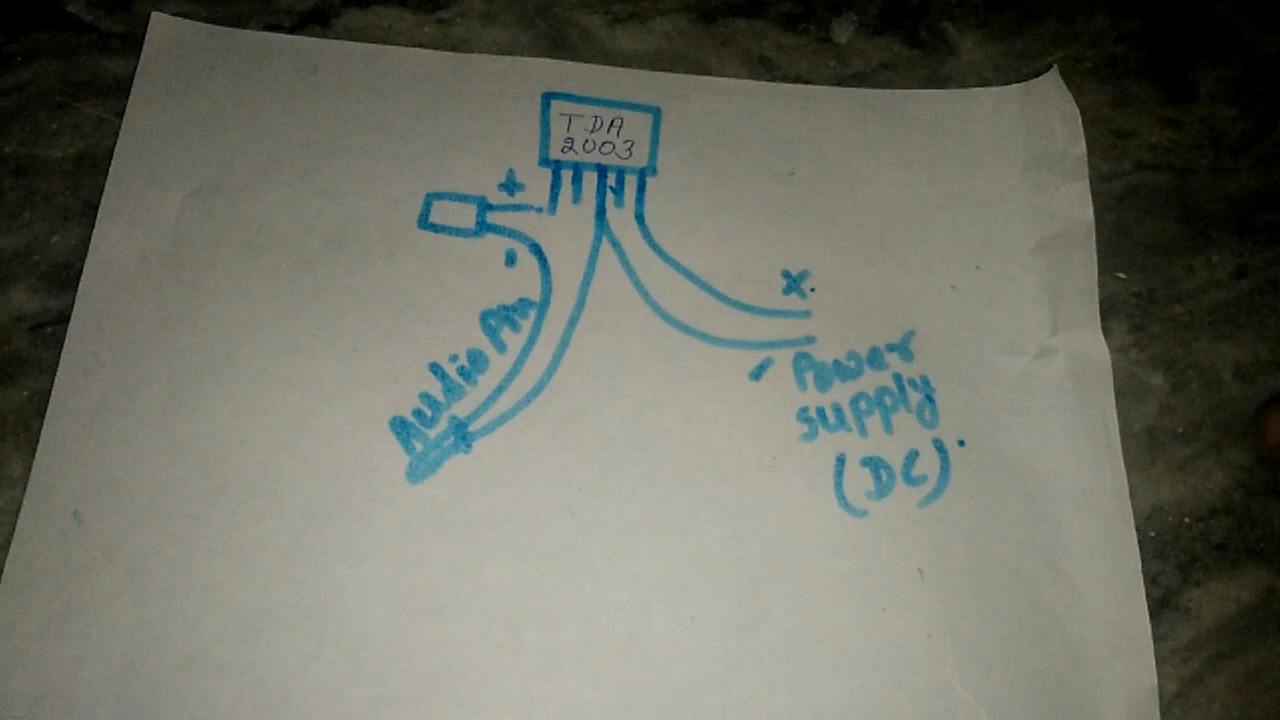 TDA
2003
+
-
Audio Pin
x.
-
Power
supply
(DC).